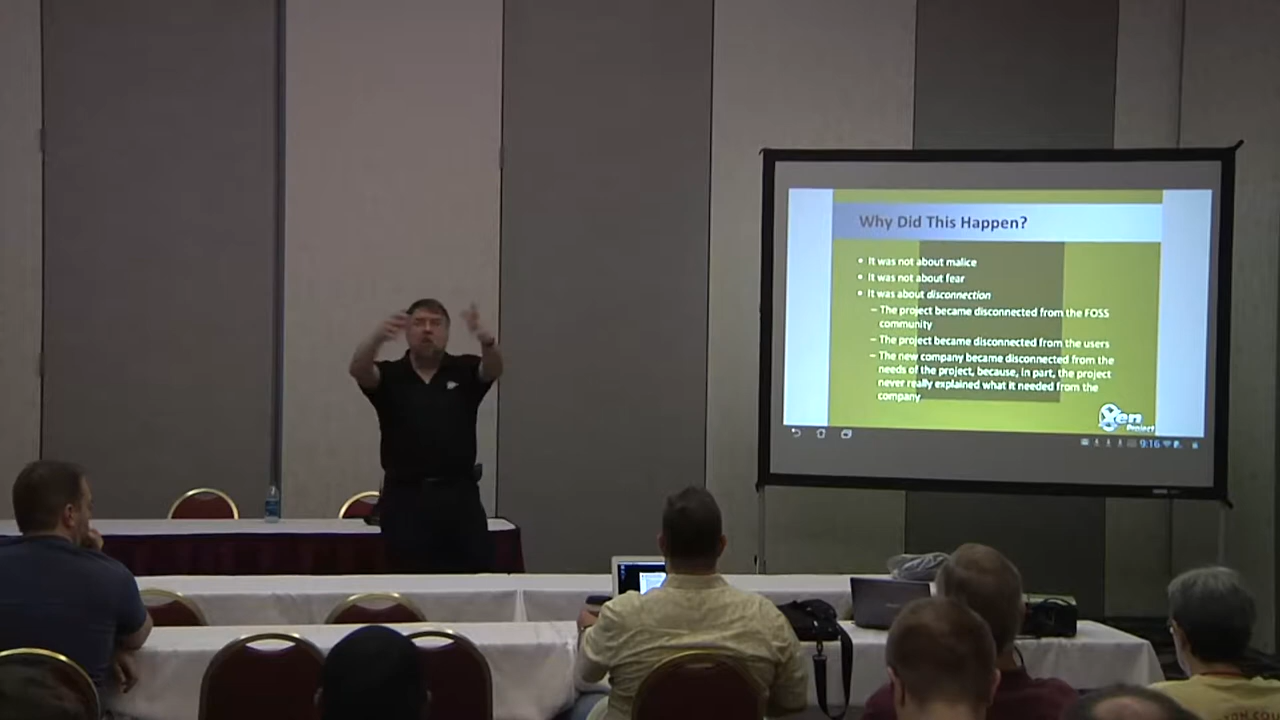 Why Did This Happen?
• It was not about malice
• It was not about fear
• It was about disconnection
– The project became disconnected from the FOSS
community
– The project became disconnected from the users
– The new company became disconnected from the
needs of the project, because, in part, the project
never really explained what it needed from the
company
Xen
Project
9:16